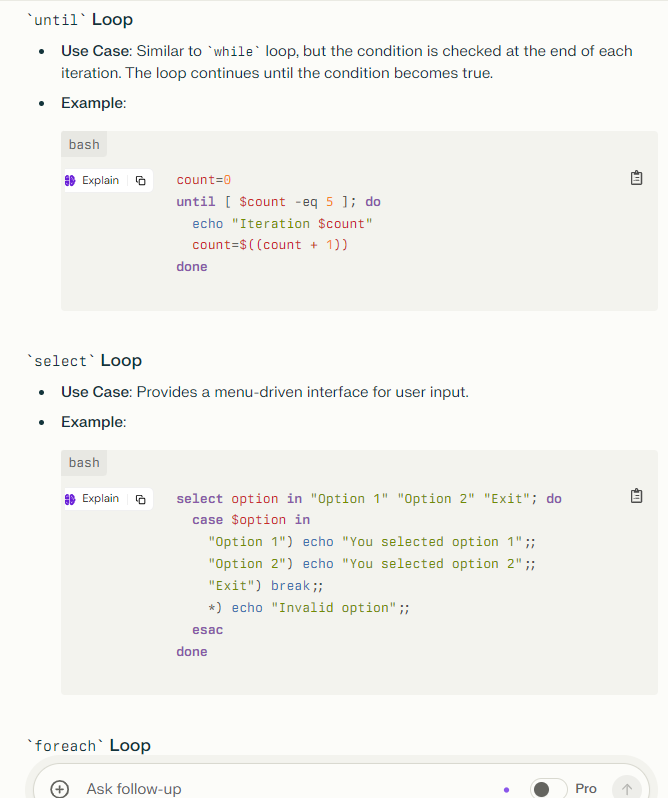 `until` Loop
Use Case: Similar to `while` loop, but the condition is checked at the end of each
iteration. The loop continues until the condition becomes true.
Example:
bash
Explain
count=0
until [ $count -eq 5 ]; do
  echo "Iteration $count"
  count=$((count + 1))
done
`select` Loop
Use Case: Provides a menu-driven interface for user input.
Example:
bash
Explain
select option in "Option 1" "Option 2" "Exit"; do
  case $option in
    "Option 1") echo "You selected option 1";;
    "Option 2") echo "You selected option 2";;
    "Exit") break;;
    *) echo "Invalid option";;
  esac
done
`foreach` Loop
Ask follow-up
Pro